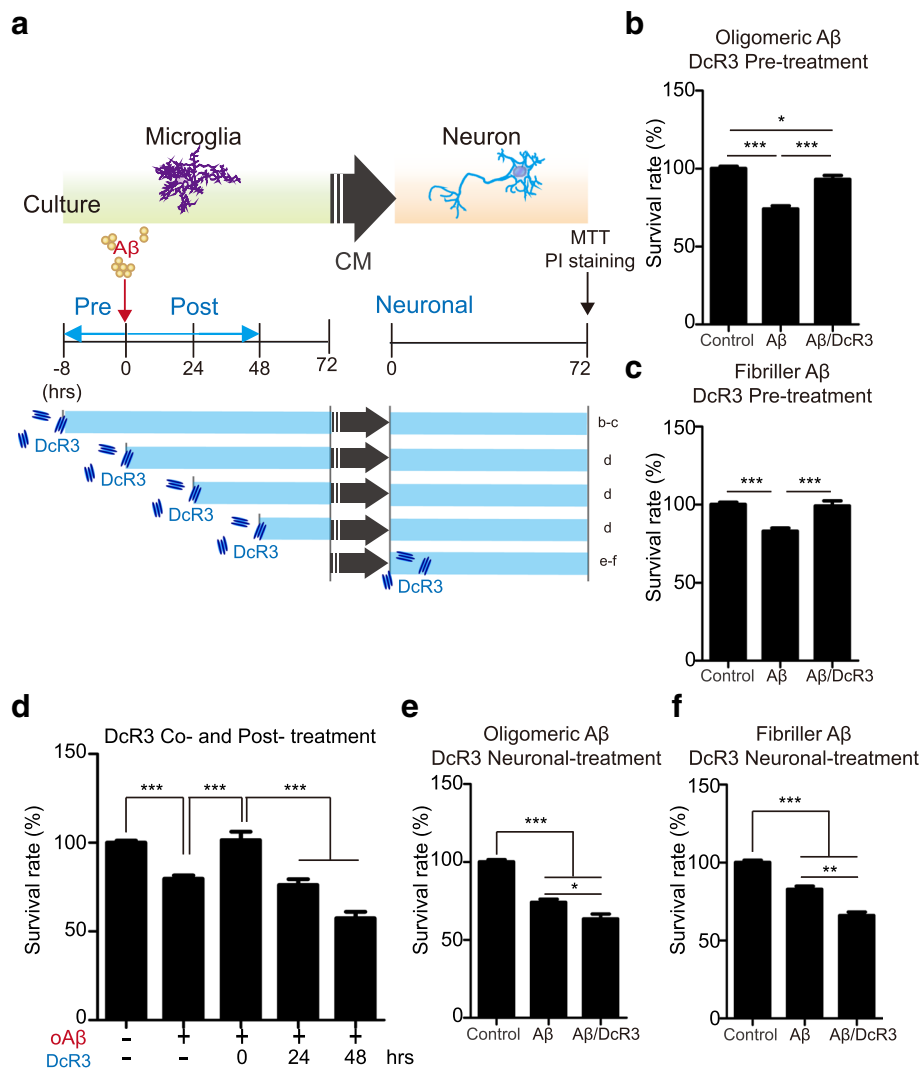 a
Microglia
Neuron
Culture
Aβ
CM
MTT
PI staining
Pre
Post
Neuronal
-8
0
24
48
72
0
72
(hrs)
DcR3
b-c
DcR3
d
DcR3
d
DcR3
d
DcR3
e-f
b
Oligomeric Aβ
DcR3 Pre-treatment
Survival rate (%)
150
100
50
0
*
*** ***
Control Aβ Aβ/DcR3
c
Fibriller Aβ
DcR3 Pre-treatment
Survival rate (%)
150
100
50
0
*** ***
Control Aβ Aβ/DcR3
d
DcR3 Co- and Post- treatment
Survival rate (%)
150
100
50
0
*** *** ***
oAβ - + + + +
DcR3 - - 0 24 48 hrs
e
Oligomeric Aβ
DcR3 Neuronal-treatment
Survival rate (%)
150
100
50
0
***
*
Control Aβ Aβ/DcR3
f
Fibriller Aβ
DcR3 Neuronal-treatment
Survival rate (%)
150
100
50
0
***
**
Control Aβ Aβ/DcR3